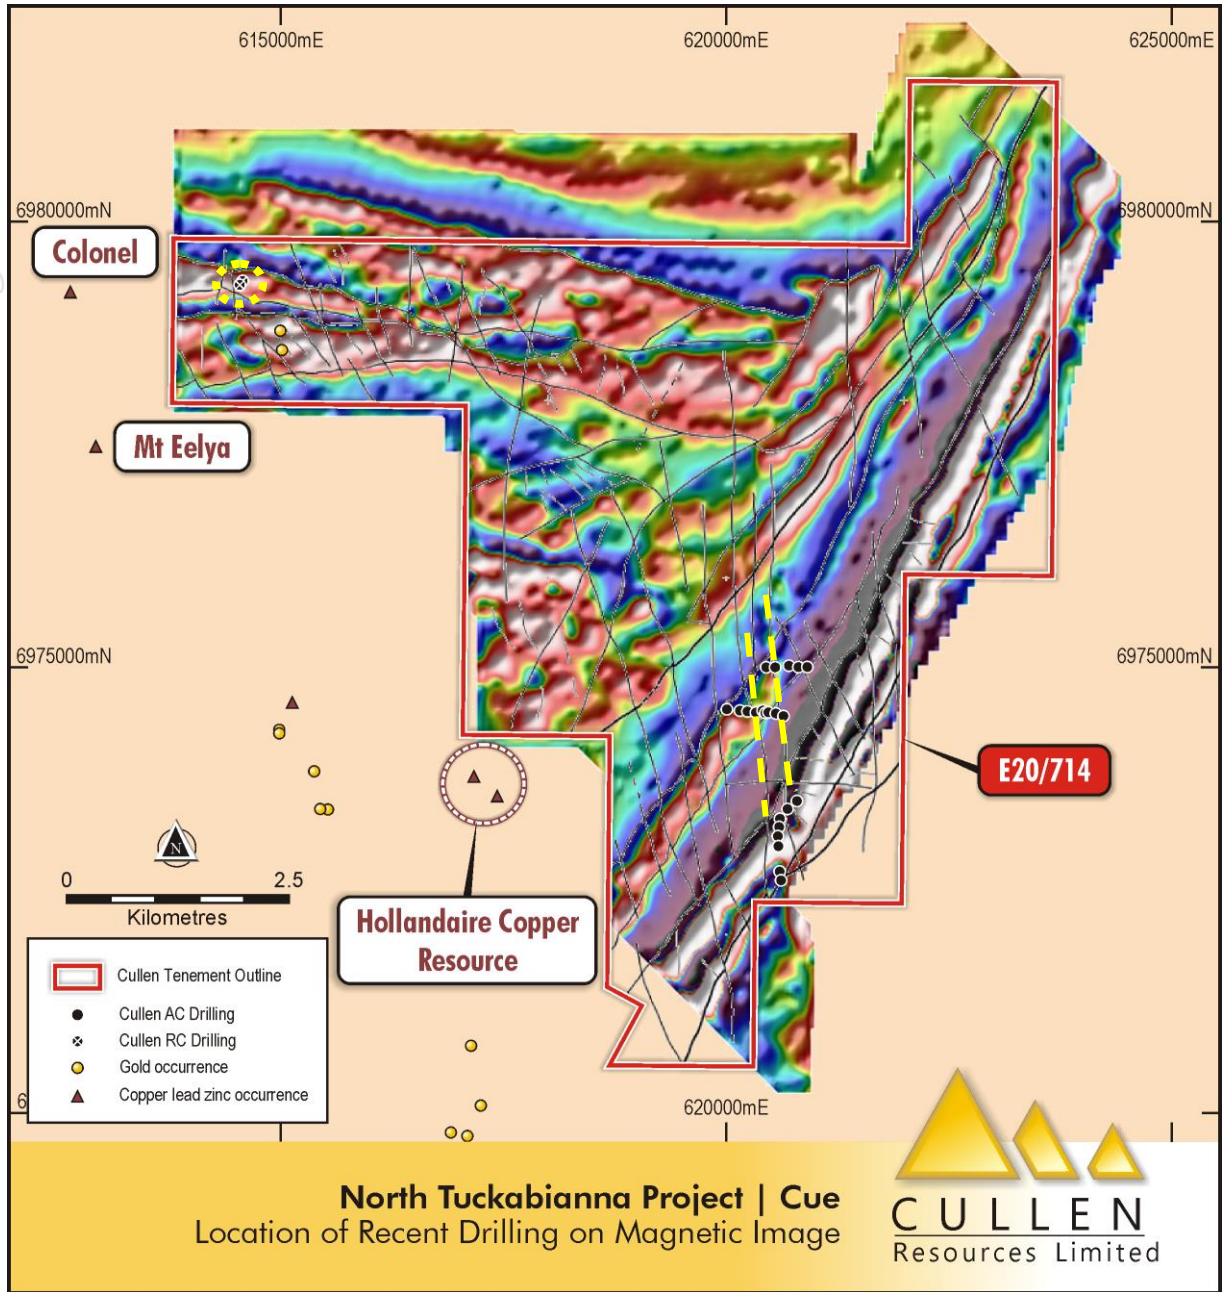 615000mE
620000mE
625000mE
6980000mN
6980000mN
Colonel
Mt Eelya
6975000mN
6975000mN
E20/714
N
0
2.5
Kilometres
Hollandaire Copper
Resource
Cullen Tenement Outline
Cullen AC Drilling
Cullen RC Drilling
Gold occurrence
Copper lead zinc occurrence
6
620000mE
North Tuckabianna Project | Cue
Location of Recent Drilling on Magnetic Image
CULLEN
Resources Limited